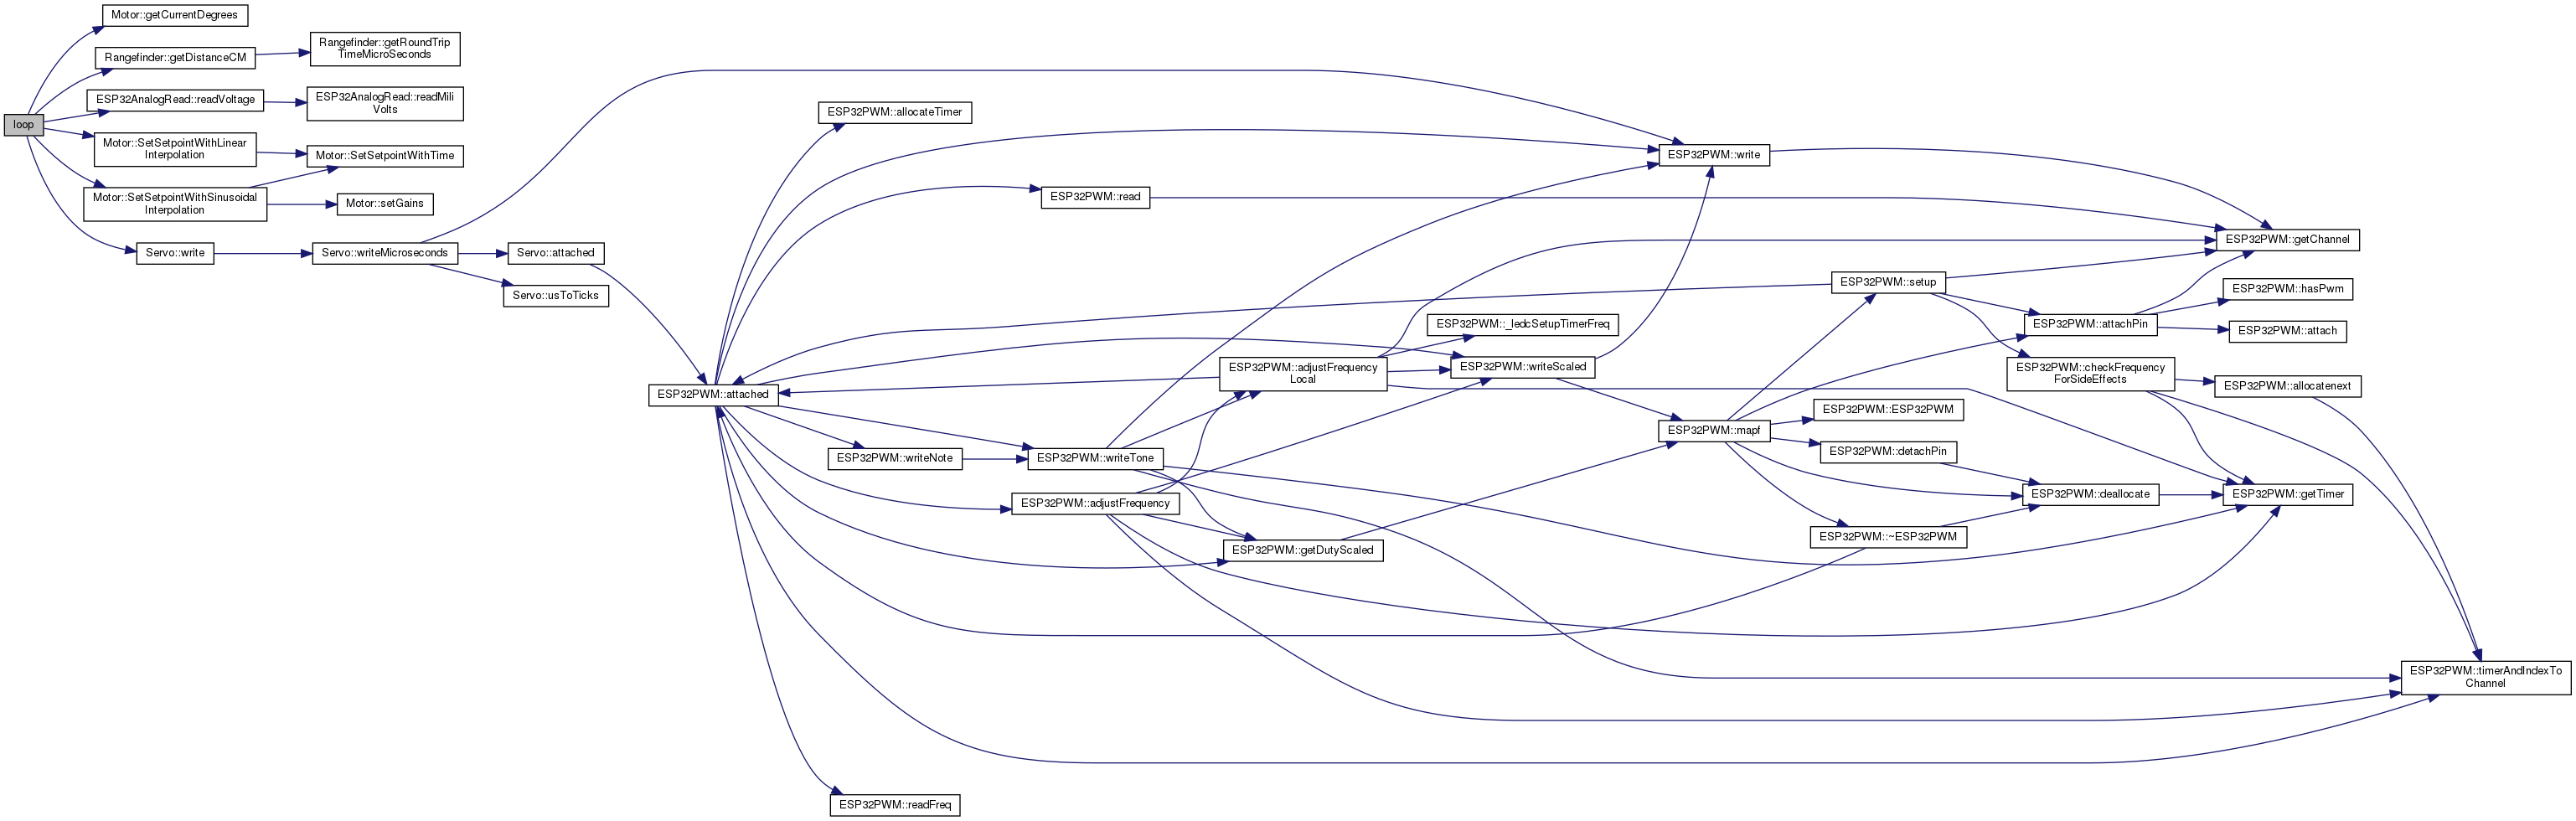 loop
Motor::getCurrentDegrees
Rangefinder::getDistanceCM
Rangefinder::getRoundTrip
TimeMicroSeconds
ESP32AnalogRead::readVoltage
ESP32AnalogRead::readMili
Volts
Motor::SetSetpointWithLinear
Interpolation
Motor::SetSetpointWithTime
Motor::SetSetpointWithSinusoidal
Interpolation
Motor::setGains
Servo::write
Servo::writeMicroseconds
Servo::attached
Servo::usToTicks
ESP32PWM::attached
ESP32PWM::allocateTimer
ESP32PWM::read
ESP32PWM::writeNote
ESP32PWM::writeTone
ESP32PWM::adjustFrequency
ESP32PWM::readFreq
ESP32PWM::adjustFrequency
Local
ESP32PWM::getDutyScaled
ESP32PWM::_ledcSetupTimerFreq
ESP32PWM::writeScaled
ESP32PWM::write
ESP32PWM::mapf
ESP32PWM::setup
ESP32PWM::ESP32PWM
ESP32PWM::detachPin
ESP32PWM::~ESP32PWM
ESP32PWM::attachPin
ESP32PWM::checkFrequency
ForSideEffects
ESP32PWM::deallocate
ESP32PWM::getChannel
ESP32PWM::hasPwm
ESP32PWM::attach
ESP32PWM::allocatenext
ESP32PWM::getTimer
ESP32PWM::timerAndIndexTo
Channel